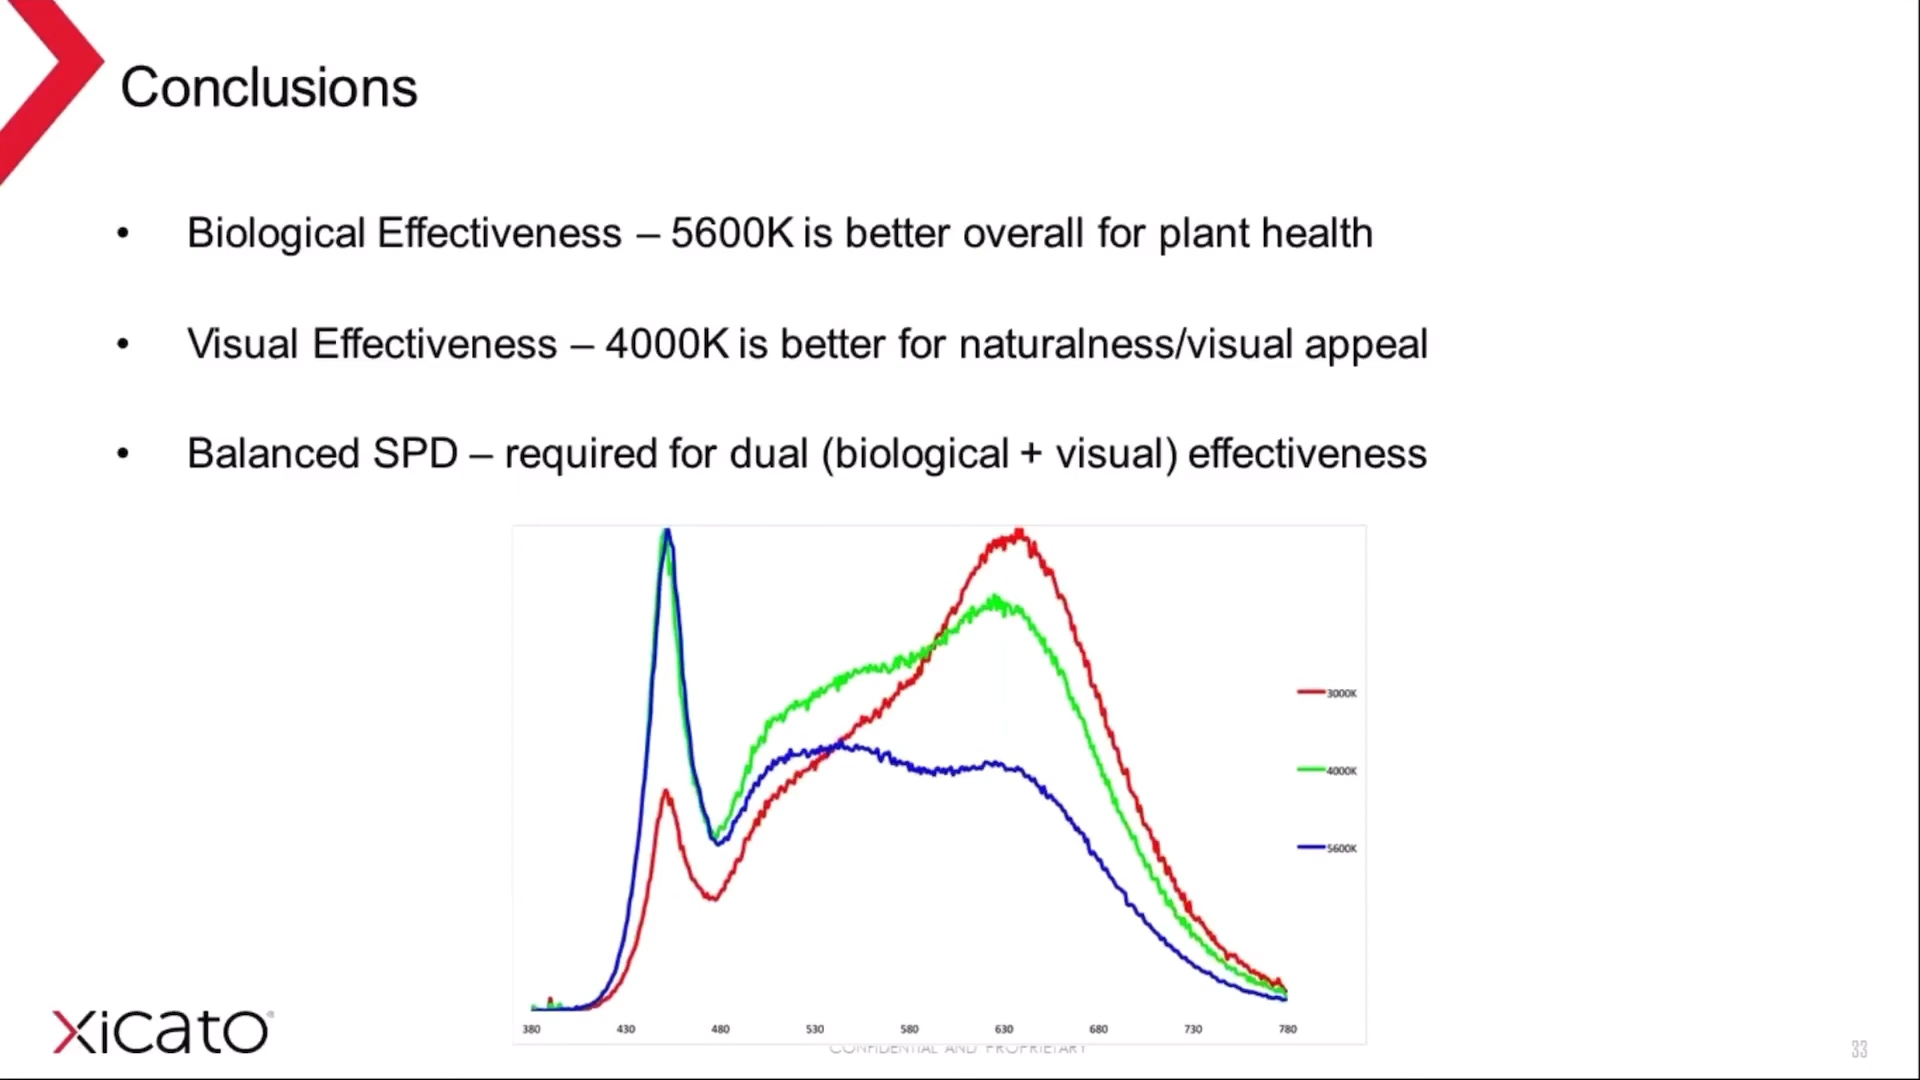 Conclusions
• Biological Effectiveness – 5600K is better overall for plant health
• Visual Effectiveness – 4000K is better for naturalness/visual appeal
• Balanced SPD – required for dual (biological + visual) effectiveness
3000K
4000K
5600K
380 430 480 530 580 630 680 730 780
xicato®
CONFIDENTIAL AND PROPRIETARY
33